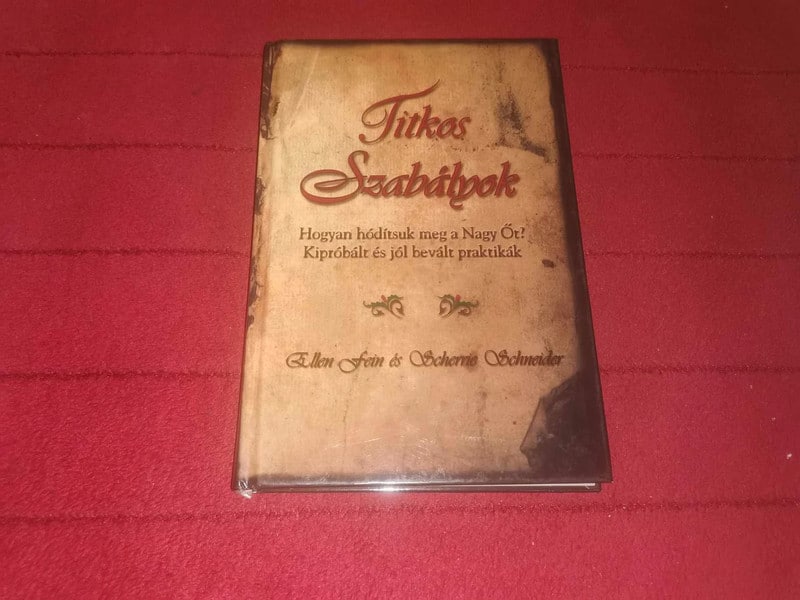 Titkos
Szabályok
Hogyan hódítsuk meg a Nagy Őt?
Kipróbált és jól bevált praktikák
Ellen Fein és Scherrie Schneider